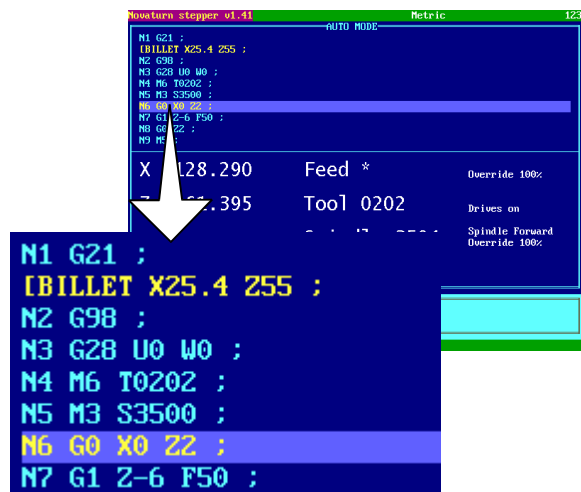 Novaturn stepper v1.41 Metric 123
AUTO MODE
N1 G21 ;
[BILLET X25.4 Z55 ;
N2 G98 ;
N3 G28 U0 W0 ;
N4 M6 T0202 ;
N5 M3 S3500 ;
N6 G0 X0 Z2 ;
N7 G1 Z-6 F50 ;
N8 G0 Z2 ;
N9 M5 ;
X 128.290 Feed * Override 100%
.395 Tool 0202 Drives on
Spindle Forward
Override 100%
N1 G21 ;
[BILLET X25.4 Z55 ;
N2 G98 ;
N3 G28 U0 W0 ;
N4 M6 T0202 ;
N5 M3 S3500 ;
N6 G0 X0 Z2 ;
N7 G1 Z-6 F50 ;